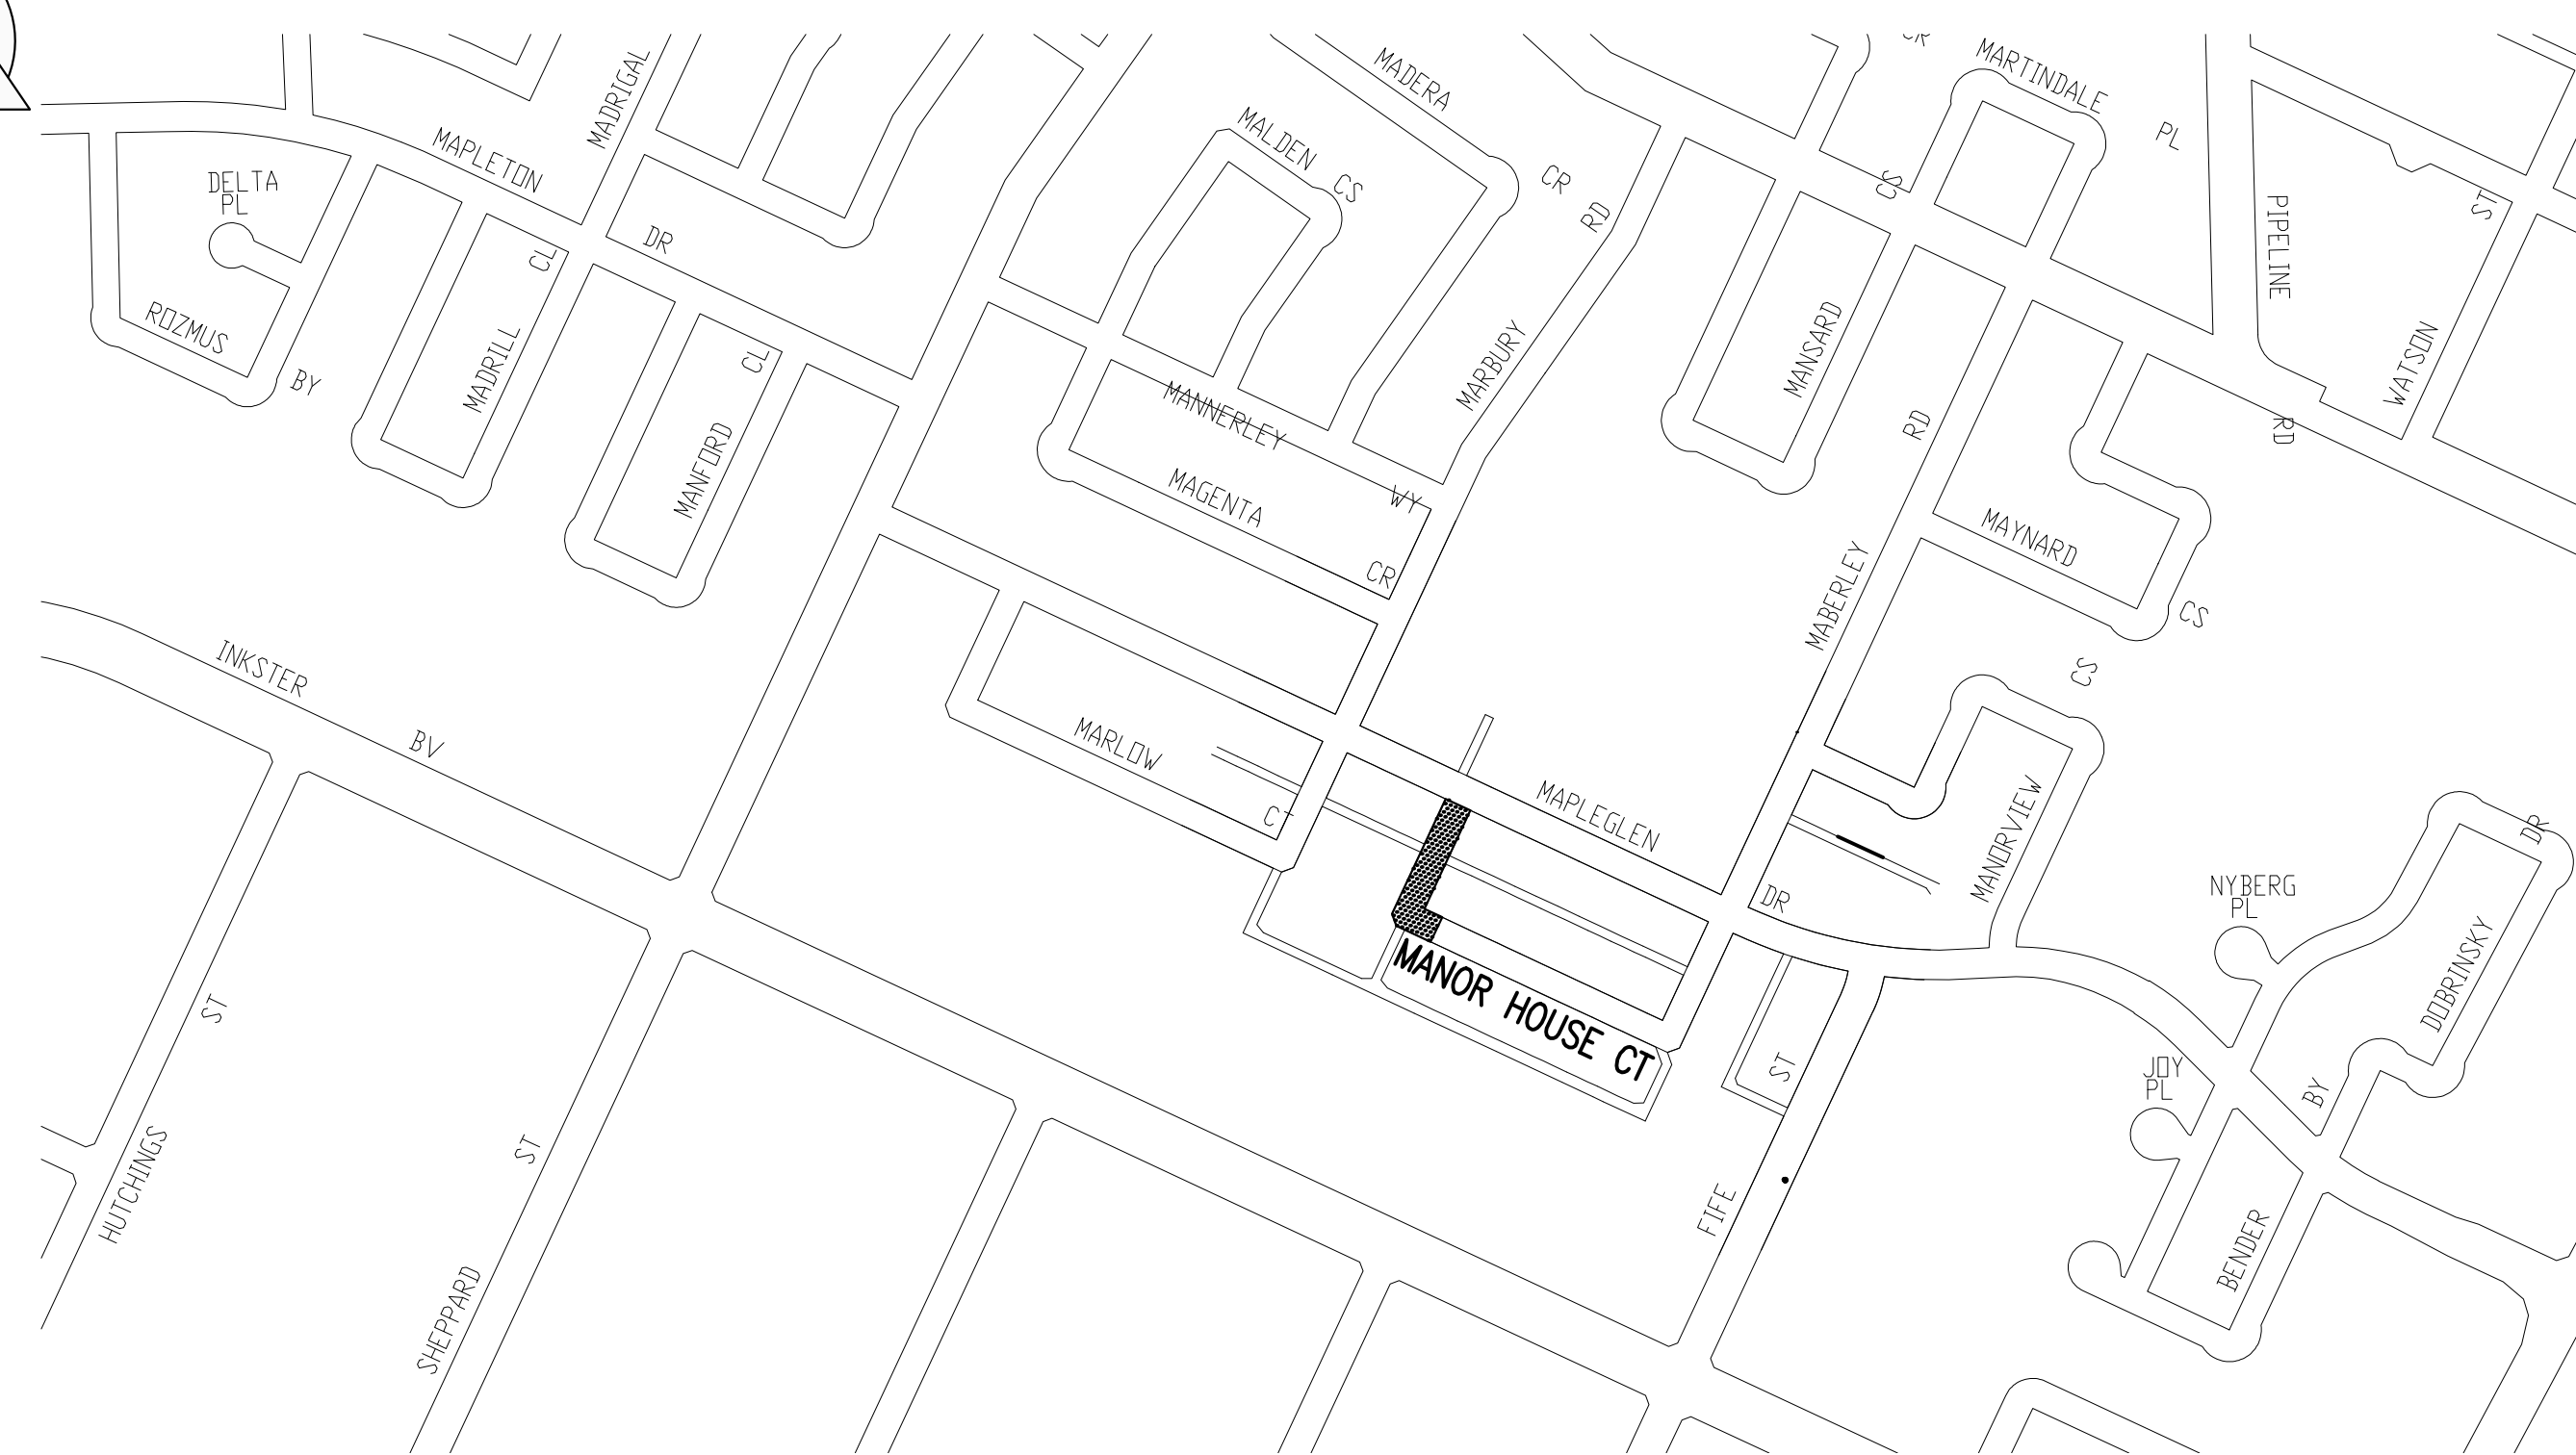 CR
MARTINDALE
PL
MADERA
CR
MADRIGAL
MAPLETON
DR
MALDEN CS
RD
CS
PIPELINE
RD
ST
DELTA
PL
ROZMUS
BY
MADRILL
CL
MANFORD
CL
MARBURY
MANSARD
WATSON
MANNERLEY
WY
MAGENTA
CR
RD
MABERLEY
MAYNARD
CS
CS
INKSTER
BV
MARLOW
CT
MAPLEGLEN
DR
MANORVIEW
DR
NYBERG
PL
DOBRINSKY
MANOR HOUSE CT
ST
ST
HUTCHINGS
ST
SHEPPARD
FIFE
JOY
PL
BY
BENDER